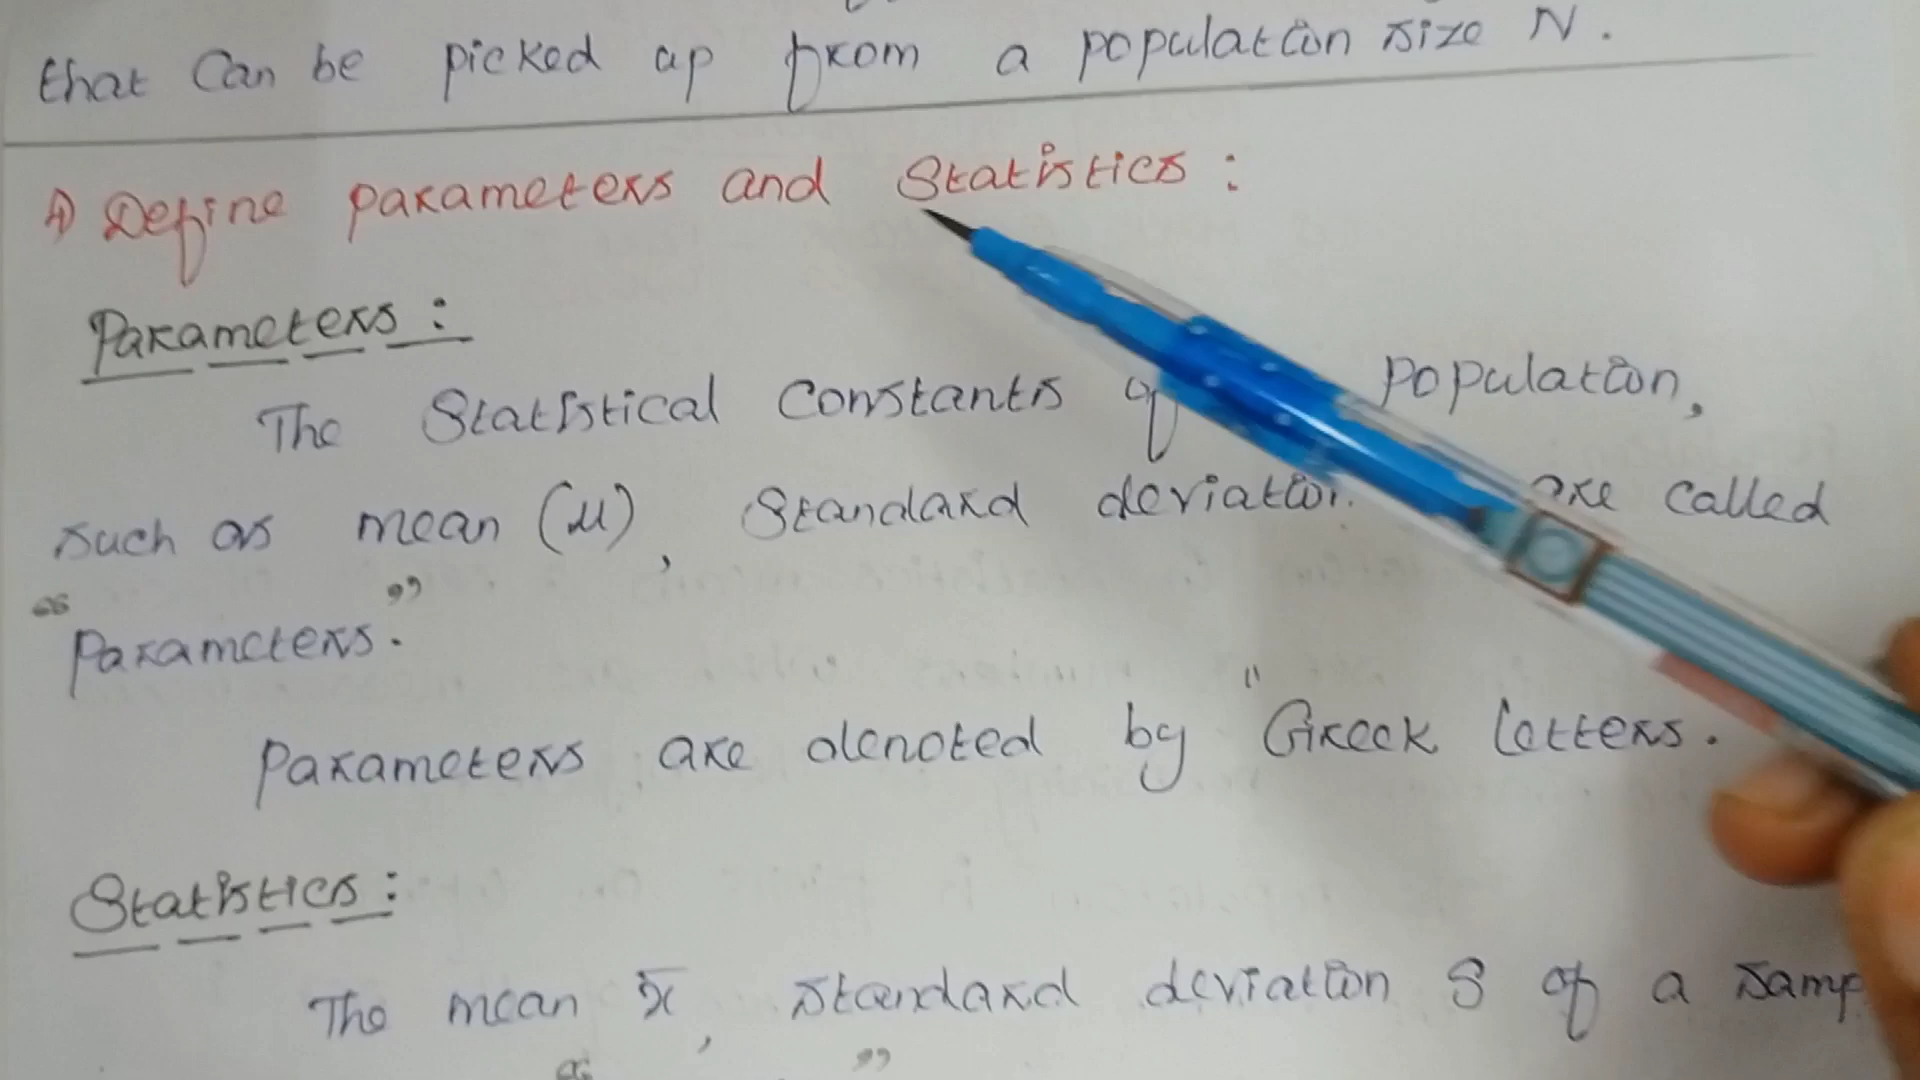 that can be picked up from a population size N.
4) Define parameters and Statistics :
Parameters :
The Statistical Constants of population,
such as mean (μ), Standard deviation are called
"Parameters."
Parameters are denoted by "Greek letters.
Statistics :
The mean x̄, standard deviation S of a samp